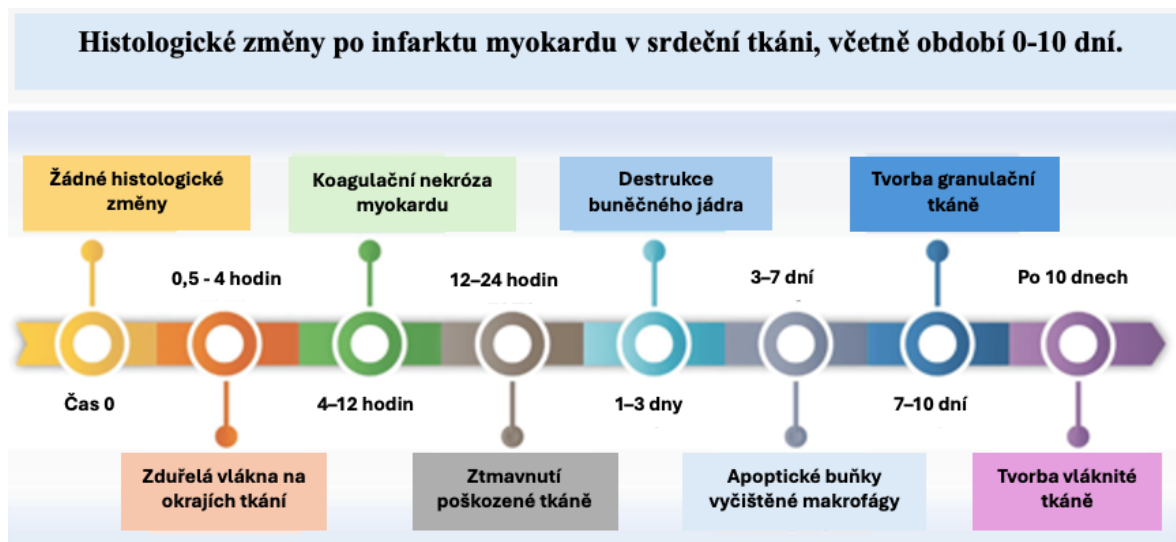 Histologické změny po infarktu myokardu v srdeční tkáni, včetně období 0-10 dní.
Žádné histologické
změny
Koagulační nekróza
myokardu
Destrukce
buněčného jádra
Tvorba granulační
tkáně
0,5 - 4 hodin
12–24 hodin
3–7 dní
Po 10 dnech
Čas 0
4–12 hodin
1–3 dny
7–10 dní
Zduřelá vlákna na
okrajích tkání
Ztmavnutí
poškozené tkáně
Apoptické buňky
vyčištěné makrofágy
Tvorba vláknité
tkáně